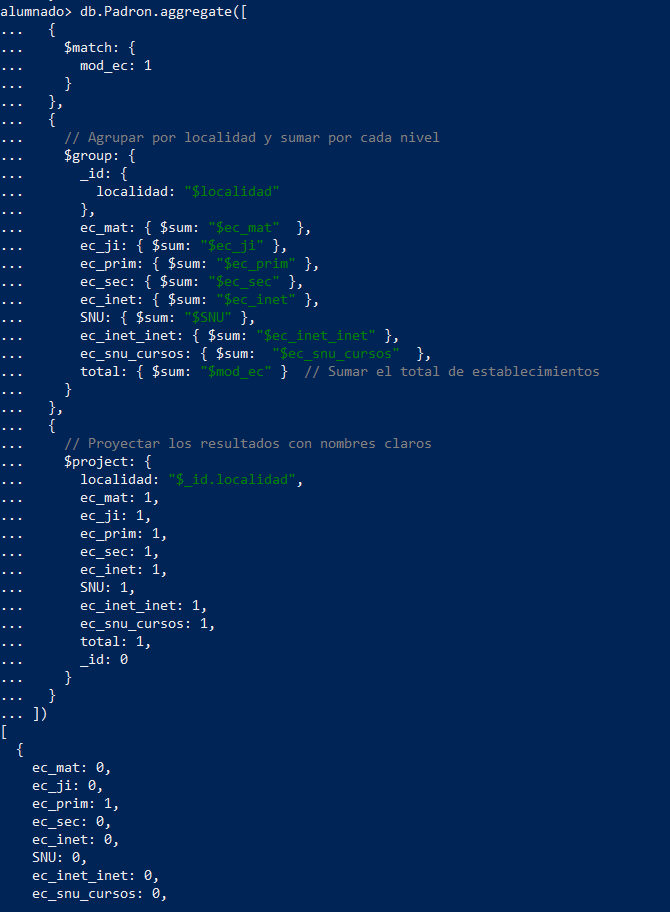 alumnado> db.Padron.aggregate([
...   {
...     $match: {
...       mod_ec: 1
...     }
...   },
...   {
...     // Agrupar por localidad y sumar por cada nivel
...     $group: {
...       _id: {
...         localidad: "$localidad"
...       },
...       ec_mat: { $sum: "$ec_mat"  },
...       ec_ji: { $sum: "$ec_ji" },
...       ec_prim: { $sum: "$ec_prim" },
...       ec_sec: { $sum: "$ec_sec" },
...       ec_inet: { $sum: "$ec_inet" },
...       SNU: { $sum: "$SNU" },
...       ec_inet_inet: { $sum: "$ec_inet_inet" },
...       ec_snu_cursos: { $sum:  "$ec_snu_cursos"  },
...       total: { $sum: "$mod_ec" }  // Sumar el total de establecimientos
...     }
...   },
...   {
...     // Proyectar los resultados con nombres claros
...     $project: {
...       localidad: "$_id.localidad",
...       ec_mat: 1,
...       ec_ji: 1,
...       ec_prim: 1,
...       ec_sec: 1,
...       ec_inet: 1,
...       SNU: 1,
...       ec_inet_inet: 1,
...       ec_snu_cursos: 1,
...       total: 1,
...       _id: 0
...     }
...   }
... ])
[
  {
    ec_mat: 0,
    ec_ji: 0,
    ec_prim: 1,
    ec_sec: 0,
    ec_inet: 0,
    SNU: 0,
    ec_inet_inet: 0,
    ec_snu_cursos: 0,